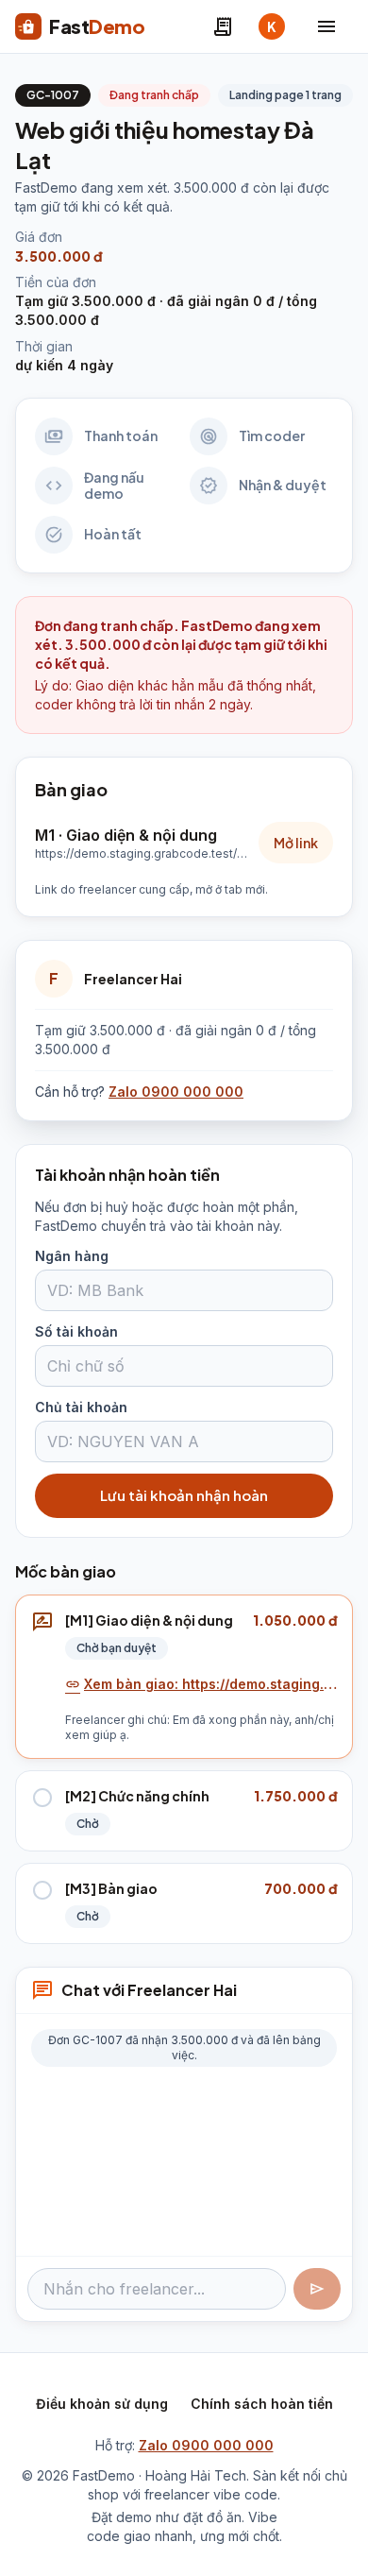 FastDemo
K
GC-1007
Đang tranh chấp
Landing page 1 trang
Web giới thiệu homestay Đà
Lạt
FastDemo đang xem xét. 3.500.000 đ còn lại được
tạm giữ tới khi có kết quả.
Giá đơn
3.500.000 đ
Tiền của đơn
Tạm giữ 3.500.000 đ · đã giải ngân 0 đ / tổng
3.500.000 đ
Thời gian
dự kiến 4 ngày
Thanh toán
Tìm coder
Đang nấu
demo
Nhận & duyệt
Hoàn tất
Đơn đang tranh chấp. FastDemo đang xem
xét. 3.500.000 đ còn lại được tạm giữ tới khi
có kết quả.
Lý do: Giao diện khác hẳn mẫu đã thống nhất,
coder không trả lời tin nhắn 2 ngày.
Bàn giao
M1 · Giao diện & nội dung
https://demo.staging.grabcode.test/...
Mở link
Link do freelancer cung cấp, mở ở tab mới.
F
Freelancer Hai
Tạm giữ 3.500.000 đ · đã giải ngân 0 đ / tổng
3.500.000 đ
Cần hỗ trợ? Zalo 0900 000 000
Tài khoản nhận hoàn tiền
Nếu đơn bị huỷ hoặc được hoàn một phần,
FastDemo chuyển trả vào tài khoản này.
Ngân hàng
VD: MB Bank
Số tài khoản
Chỉ chữ số
Chủ tài khoản
VD: NGUYEN VAN A
Lưu tài khoản nhận hoàn
Mốc bàn giao
[M1] Giao diện & nội dung
1.050.000 đ
Chờ bạn duyệt
Xem bàn giao: https://demo.staging....
Freelancer ghi chú: Em đã xong phần này, anh/chị
xem giúp ạ.
[M2] Chức năng chính
1.750.000 đ
Chờ
[M3] Bàn giao
700.000 đ
Chờ
Chat với Freelancer Hai
Đơn GC-1007 đã nhận 3.500.000 đ và đã lên bảng
việc.
Nhắn cho freelancer...
Điều khoản sử dụng
Chính sách hoàn tiền
Hỗ trợ: Zalo 0900 000 000
© 2026 FastDemo · Hoàng Hải Tech. Sàn kết nối chủ
shop với freelancer vibe code.
Đặt demo như đặt đồ ăn. Vibe
code giao nhanh, ưng mới chốt.